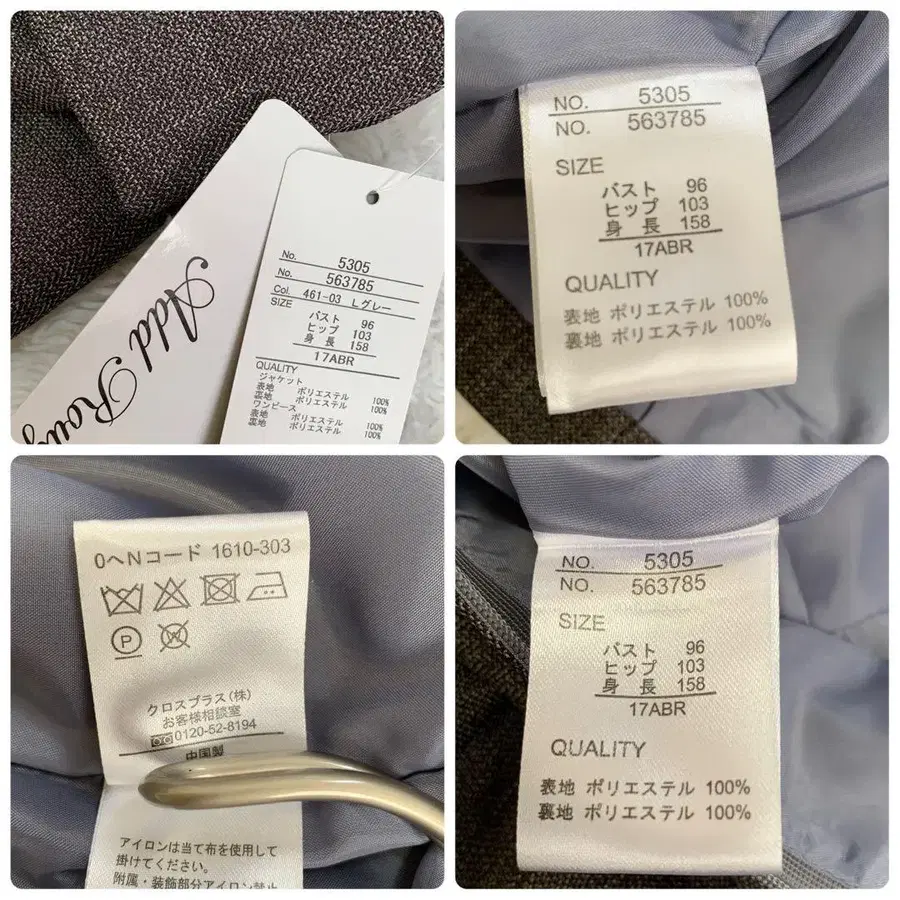 Add
No. 5305
No. 563785
Col. 461-03 Lグレー
SIZE
バスト 96
ヒップ 103
身長 158
17ABR
QUALITY
ジャケット
表地 ポリエステル 100%
裏地 ポリエステル 100%
ワンピース
表地 ポリエステル 100%
裏地 ポリエステル 100%
NO. 5305
NO. 563785
SIZE
バスト 96
ヒップ 103
身長 158
17ABR
QUALITY
表地 ポリエステル 100%
裏地 ポリエステル 100%
0ヘNコード 1610-303
P
W
クロスプラス(株)
お客様相談室
0120-52-8194
中国製
アイロンは当て布を使用して
掛けてください。
付属・装飾部分アイロン禁止
NO. 5305
NO. 563785
SIZE
バスト 96
ヒップ 103
身長 158
17ABR
QUALITY
表地 ポリエステル 100%
裏地 ポリエステル 100%